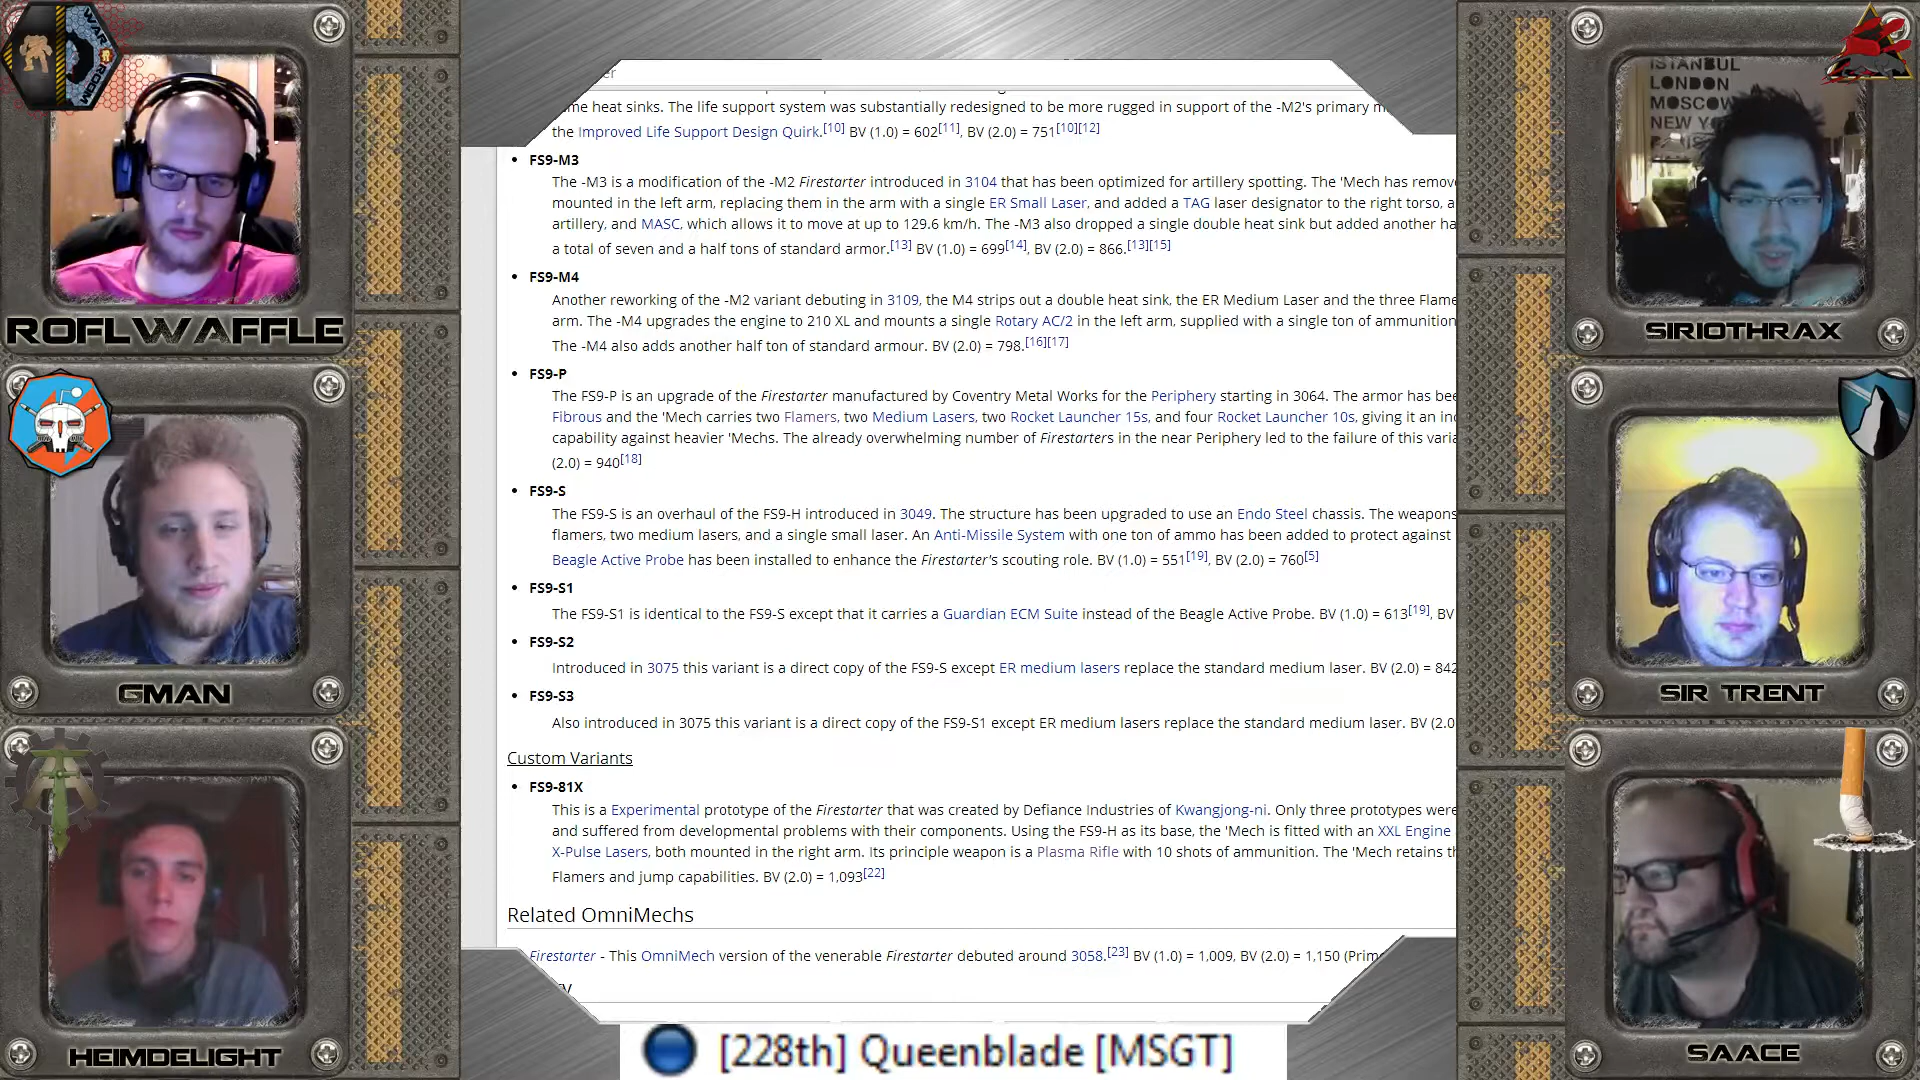 er
me heat sinks. The life support system was substantially redesigned to be more rugged in support of the -M2's primary m
the Improved Life Support Design Quirk.[10] BV (1.0) = 602[11], BV (2.0) = 751[10][12]
• FS9-M3
The -M3 is a modification of the -M2 Firestarter introduced in 3104 that has been optimized for artillery spotting. The 'Mech has remov
mounted in the left arm, replacing them in the arm with a single ER Small Laser, and added a TAG laser designator to the right torso, a
artillery, and MASC, which allows it to move at up to 129.6 km/h. The -M3 also dropped a single double heat sink but added another ha
a total of seven and a half tons of standard armor.[13] BV (1.0) = 699[14], BV (2.0) = 866.[13][15]
• FS9-M4
Another reworking of the -M2 variant debuting in 3109, the M4 strips out a double heat sink, the ER Medium Laser and the three Flame
arm. The -M4 upgrades the engine to 210 XL and mounts a single Rotary AC/2 in the left arm, supplied with a single ton of ammunition
The -M4 also adds another half ton of standard armour. BV (2.0) = 798.[16][17]
• FS9-P
The FS9-P is an upgrade of the Firestarter manufactured by Coventry Metal Works for the Periphery starting in 3064. The armor has bee
Fibrous and the 'Mech carries two Flamers, two Medium Lasers, two Rocket Launcher 15s, and four Rocket Launcher 10s, giving it an inc
capability against heavier 'Mechs. The already overwhelming number of Firestarters in the near Periphery led to the failure of this varia
(2.0) = 940[18]
• FS9-S
The FS9-S is an overhaul of the FS9-H introduced in 3049. The structure has been upgraded to use an Endo Steel chassis. The weapons
flamers, two medium lasers, and a single small laser. An Anti-Missile System with one ton of ammo has been added to protect against
Beagle Active Probe has been installed to enhance the Firestarter's scouting role. BV (1.0) = 551[19], BV (2.0) = 760[5]
• FS9-S1
The FS9-S1 is identical to the FS9-S except that it carries a Guardian ECM Suite instead of the Beagle Active Probe. BV (1.0) = 613[19], BV
• FS9-S2
Introduced in 3075 this variant is a direct copy of the FS9-S except ER medium lasers replace the standard medium laser. BV (2.0) = 842
• FS9-S3
Also introduced in 3075 this variant is a direct copy of the FS9-S1 except ER medium lasers replace the standard medium laser. BV (2.0
Custom Variants
• FS9-81X
This is a Experimental prototype of the Firestarter that was created by Defiance Industries of Kwangjong-ni. Only three prototypes were
and suffered from developmental problems with their components. Using the FS9-H as its base, the 'Mech is fitted with an XXL Engine
X-Pulse Lasers, both mounted in the right arm. Its principle weapon is a Plasma Rifle with 10 shots of ammunition. The 'Mech retains th
Flamers and jump capabilities. BV (2.0) = 1,093[22]
Related OmniMechs
Firestarter - This OmniMech version of the venerable Firestarter debuted around 3058.[23] BV (1.0) = 1,009, BV (2.0) = 1,150 (Prim
[228th] Queenblade [MSGT]
WAR
ROOM
ROFLWAFFLE
GMAN
HEIMDELIGHT
ISTANBUL
LONDON
MOSCOW
NEW YO
SIRIOTHRAX
SIR TRENT
SAACE